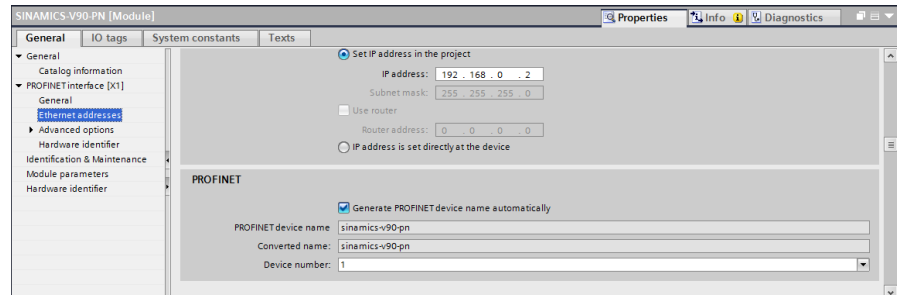 SINAMICS-V90-PN [Module]
Properties Info Diagnostics
General IO tags System constants Texts
General
Catalog information
PROFINET interface [X1]
General
Ethernet addresses
Advanced options
Hardware identifier
Identification & Maintenance
Module parameters
Hardware identifier
Set IP address in the project
IP address: 192 . 168 . 0 . 2
Subnet mask: 255 . 255 . 255 . 0
Use router
Router address: 0 . 0 . 0 . 0
IP address is set directly at the device
PROFINET
Generate PROFINET device name automatically
PROFINET device name sinamics-v90-pn
Converted name: sinamics-v90-pn
Device number: 1